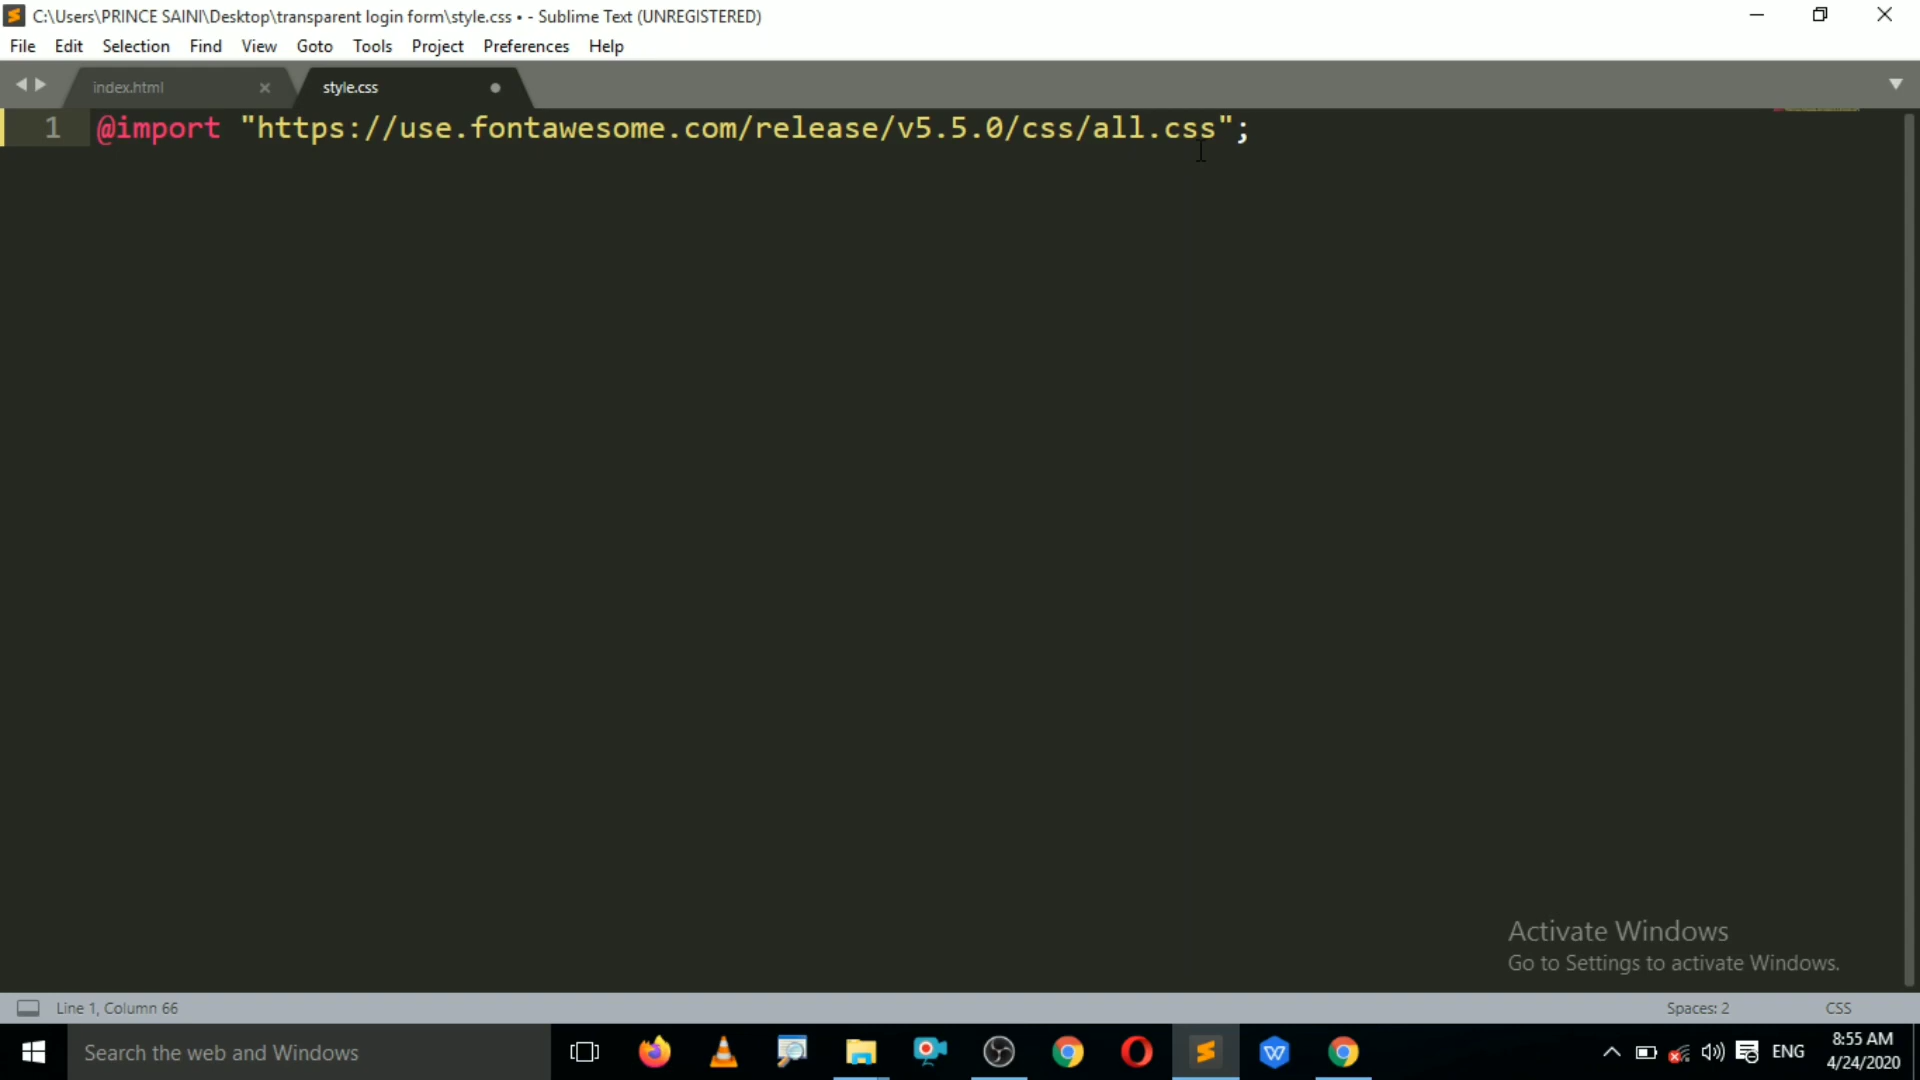 C:\Users\PRINCE SAINI\Desktop\transparent login form\style.css • - Sublime Text (UNREGISTERED)
File Edit Selection Find View Goto Tools Project Preferences Help
index.html style.css
1 @import "https://use.fontawesome.com/release/v5.5.0/css/all.css";
Activate Windows
Go to Settings to activate Windows.
Line 1, Column 66 Spaces: 2 CSS
Search the web and Windows ENG 8:55 AM
4/24/2020